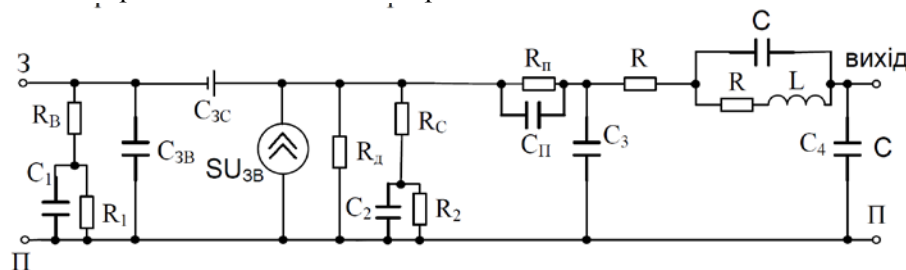 З
R_В
C_1
R_1
П
C_ЗВ
C_ЗС
SU_ЗВ
R_д
R_С
C_2
R_2
R_п
C_П
C_3
R
C
R
L
вихід
C_4
C
П